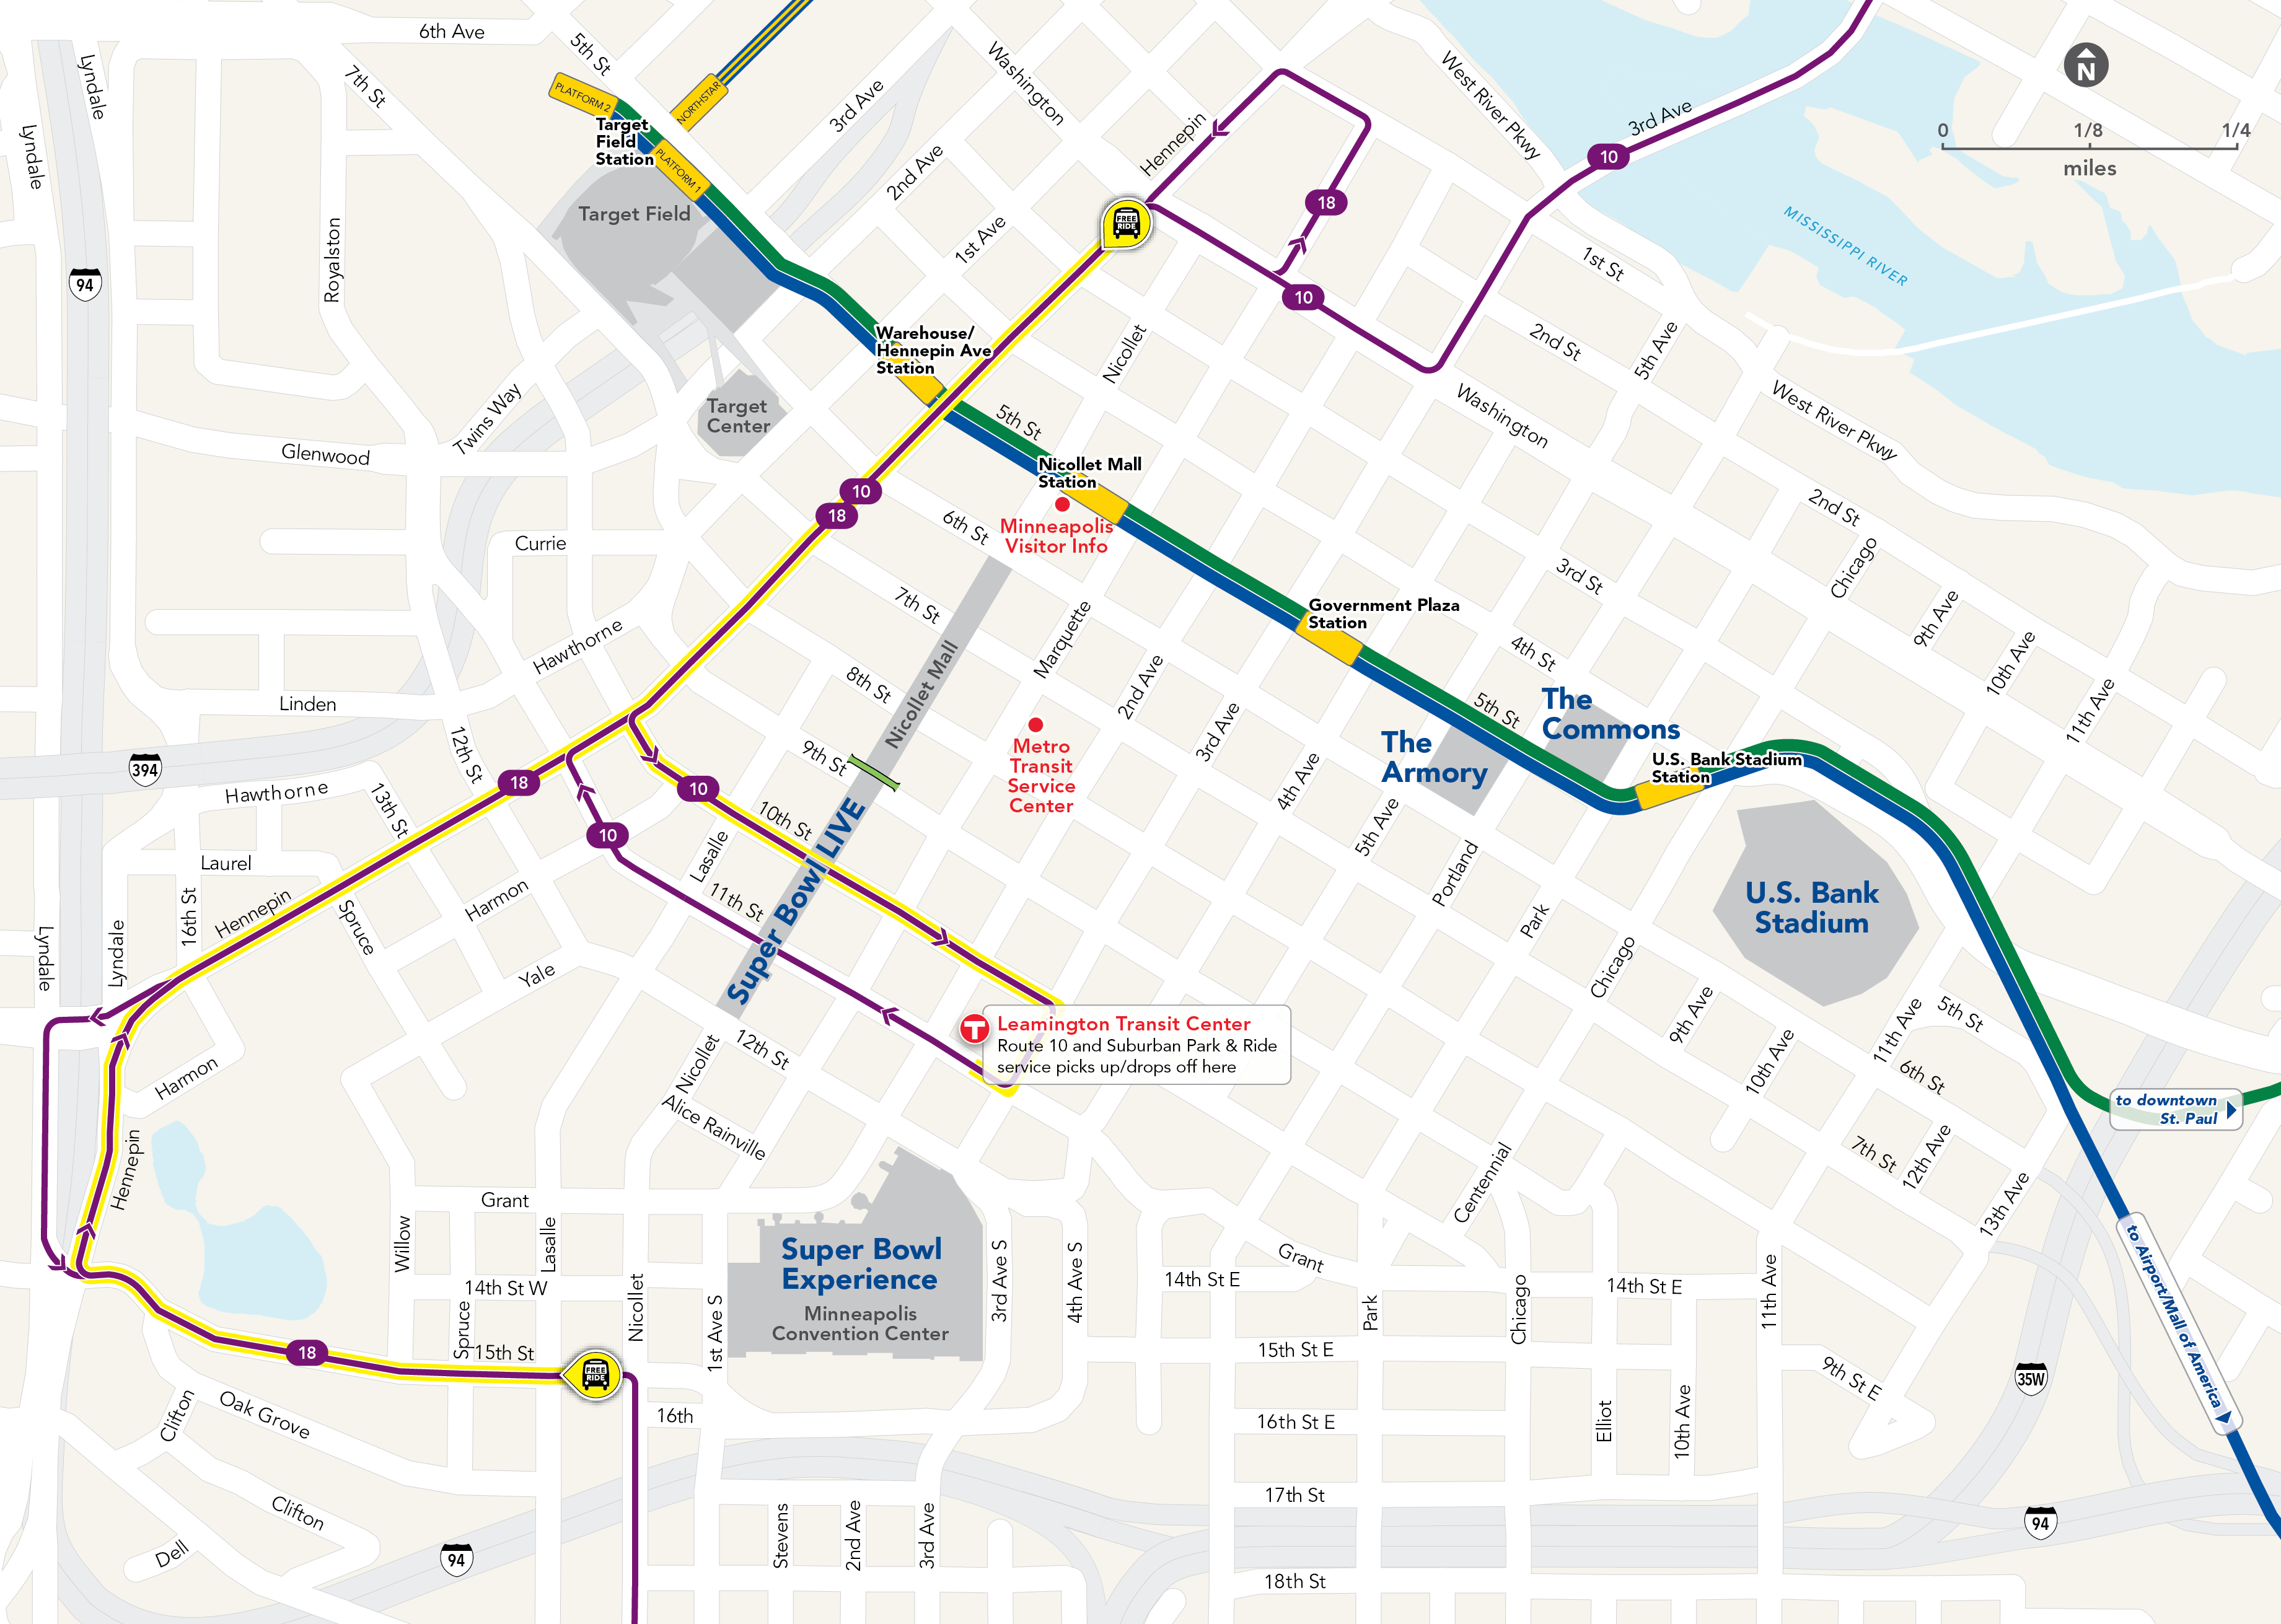 6th Ave
5th St
Lyndale
Lyndale
7th St
PLATFORM 2
NORTHSTAR
Target
Field
Station
PLATFORM 1
Target Field
3rd Ave
2nd Ave
1st Ave
Washington
Hennepin
West River Pkwy
3rd Ave
10
N
0
1/8
1/4
miles
MISSISSIPPI RIVER
18
FREE
RIDE
10
94
Royalston
1st St
2nd St
5th Ave
Nicollet
Warehouse/
Hennepin Ave
Station
Target
Center
Twins Way
Glenwood
5th St
Washington
West River Pkwy
Nicollet Mall
Station
Minneapolis
Visitor Info
10
18
6th St
2nd St
Chicago
Currie
3rd St
7th St
Marquette
Government Plaza
Station
9th Ave
10th Ave
11th Ave
Hawthorne
4th St
8th St
Nicollet Mall
2nd Ave
3rd Ave
5th St
The
Commons
Linden
12th St
394
18
9th St
Metro
Transit
Service
Center
The
Armory
U.S. Bank Stadium
Station
4th Ave
Hawthorne
13th St
10
10th St
10
Lasalle
5th Ave
Portland
Laurel
Super Bowl LIVE
11th St
U.S. Bank
Stadium
16th St
Hennepin
Harmon
Spruce
Park
Lyndale
Lyndale
Yale
Chicago
9th Ave
10th Ave
11th Ave
5th St
6th St
Leamington Transit Center
Route 10 and Suburban Park & Ride
service picks up/drops off here
T
Nicollet
12th St
Harmon
Alice Rainville
to downtown
St. Paul
7th St
12th Ave
13th Ave
Hennepin
Centennial
Grant
Willow
Lasalle
14th St W
Spruce
15th St
Nicollet
1st Ave S
Super Bowl
Experience
Minneapolis
Convention Center
3rd Ave S
4th Ave S
14th St E
Grant
Park
Chicago
14th St E
11th Ave
to Airport/Mall of America
18
FREE
RIDE
15th St E
9th St E
35W
Clifton
Oak Grove
16th
16th St E
Elliot
10th Ave
Clifton
Dell
94
Stevens
2nd Ave
3rd Ave
17th St
94
18th St